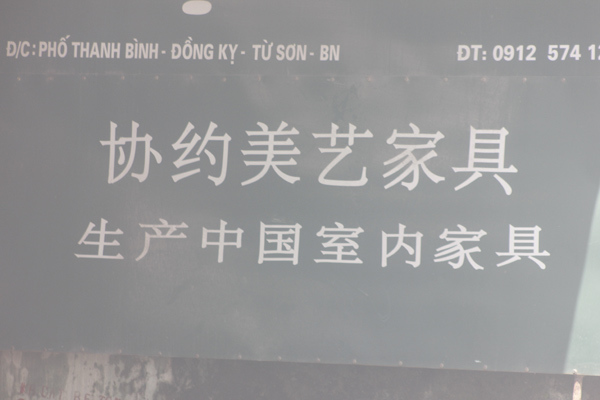 Đ/C: PHỐ THANH BÌNH - ĐỒNG KỴ - TỪ SƠN - BN ĐT: 0912 574 12
协约美艺家具
生产中国室内家具